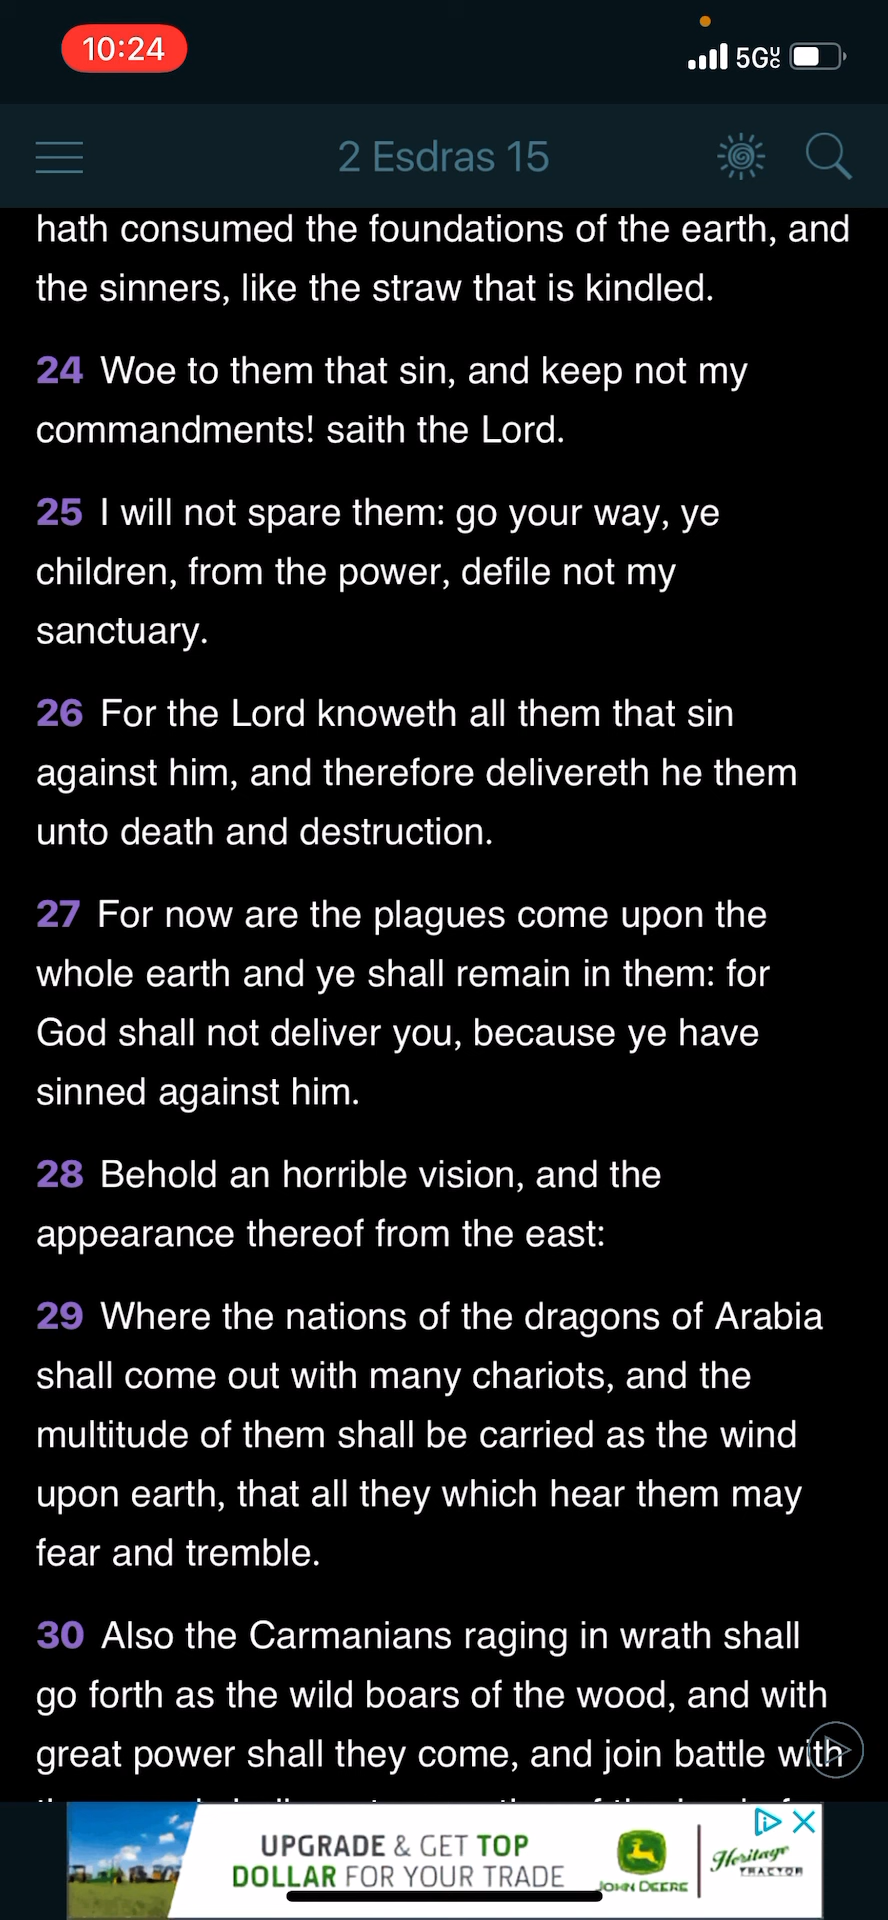 10:24
5G UC
2 Esdras 15
hath consumed the foundations of the earth, and
the sinners, like the straw that is kindled.
24 Woe to them that sin, and keep not my
commandments! saith the Lord.
25 I will not spare them: go your way, ye
children, from the power, defile not my
sanctuary.
26 For the Lord knoweth all them that sin
against him, and therefore delivereth he them
unto death and destruction.
27 For now are the plagues come upon the
whole earth and ye shall remain in them: for
God shall not deliver you, because ye have
sinned against him.
28 Behold an horrible vision, and the
appearance thereof from the east:
29 Where the nations of the dragons of Arabia
shall come out with many chariots, and the
multitude of them shall be carried as the wind
upon earth, that all they which hear them may
fear and tremble.
30 Also the Carmanians raging in wrath shall
go forth as the wild boars of the wood, and with
great power shall they come, and join battle with
UPGRADE & GET TOP
DOLLAR FOR YOUR TRADE
JOHN DEERE
Heritage
TRACTOR